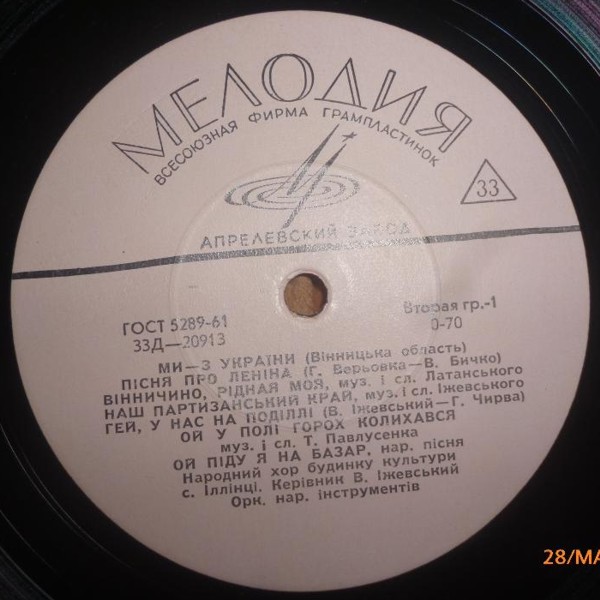 МЕЛОДИЯ
ВСЕСОЮЗНАЯ ФИРМА ГРАМПЛАСТИНОК
33
АПРЕЛЕВСКИЙ ЗАВОД
ГОСТ 5289-61
Вторая гр.-1
33Д—20913
0-70
МИ—З УКРАЇНИ (Вінницька область)
ПІСНЯ ПРО ЛЕНІНА (Г. Верьовка—В. Бичко)
ВІННИЧИНО, РІДНАЯ МОЯ, муз. і сл. Латанського
НАШ ПАРТИЗАНСЬКИЙ КРАЙ, муз. і сл. Іжевського
ГЕЙ, У НАС НА ПОДІЛЛІ (В. Іжевський—Г. Чирва)
ОЙ У ПОЛІ ГОРОХ КОЛИХАВСЯ
муз. і сл. Т. Павлусенка
ОЙ ПІДУ Я НА БАЗАР, нар. пісня
Народний хор будинку культури
с. Іллінці. Керівник В. Іжевський
Орк. нар. інструментів
28/MA